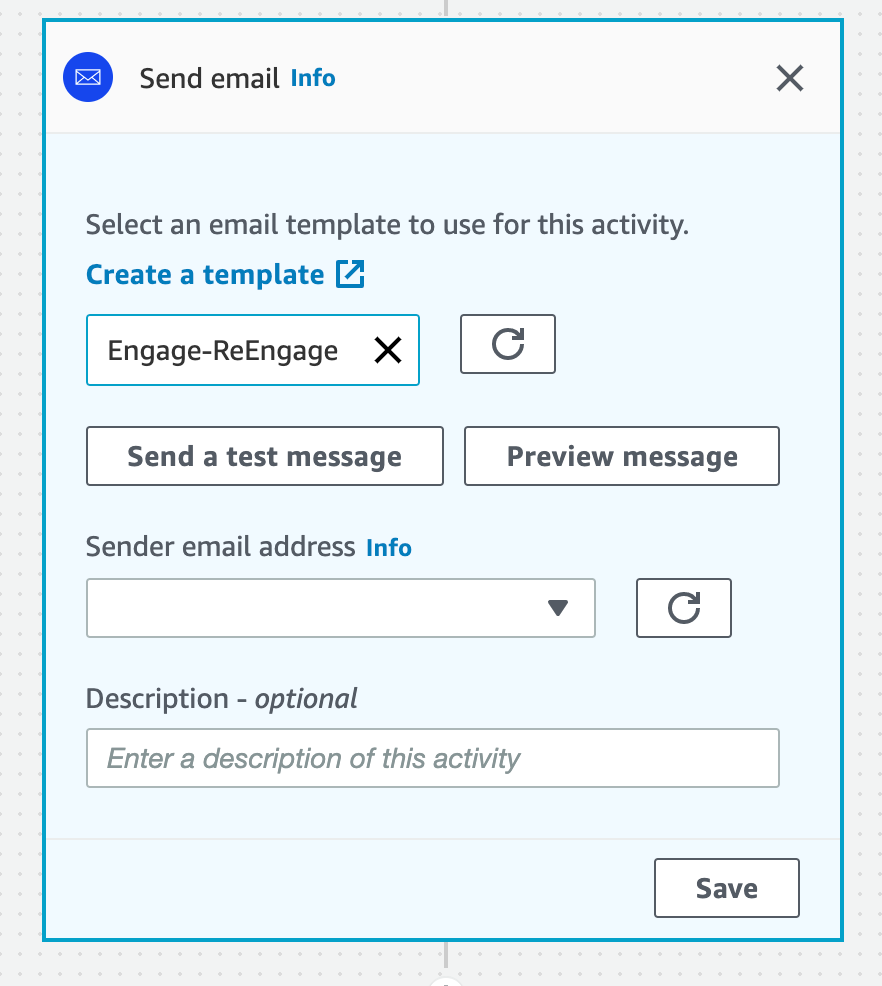 Send email Info
Select an email template to use for this activity.
Create a template
Engage-ReEngage
Send a test message Preview message
Sender email address Info
Description - optional
Enter a description of this activity
Save